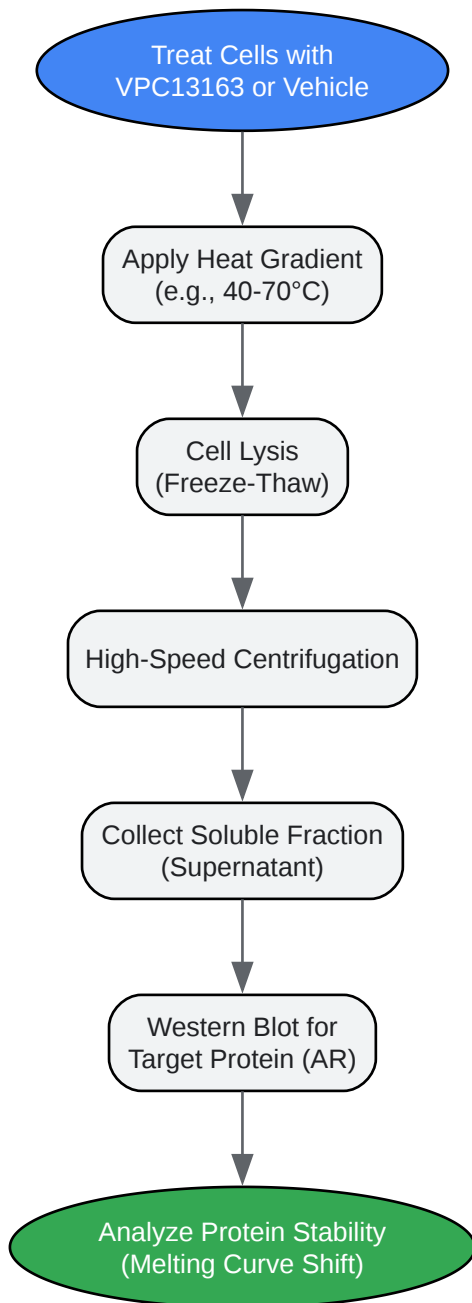 Treat Cells with
VPC13163 or Vehicle
Apply Heat Gradient
(e.g., 40-70°C)
Cell Lysis
(Freeze-Thaw)
High-Speed Centrifugation
Collect Soluble Fraction
(Supernatant)
Western Blot for
Target Protein (AR)
Analyze Protein Stability
(Melting Curve Shift)